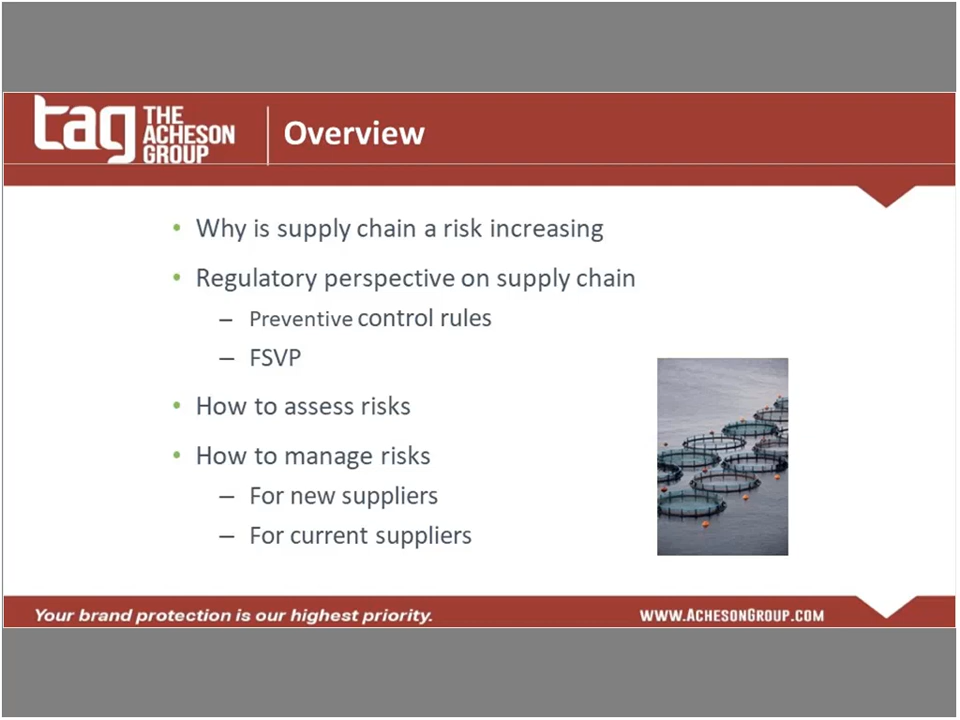 tag THE
ACHESON
GROUP
Overview
• Why is supply chain a risk increasing
• Regulatory perspective on supply chain
– Preventive control rules
– FSVP
• How to assess risks
• How to manage risks
– For new suppliers
– For current suppliers
Your brand protection is our highest priority.
WWW.ACHESONGROUP.COM